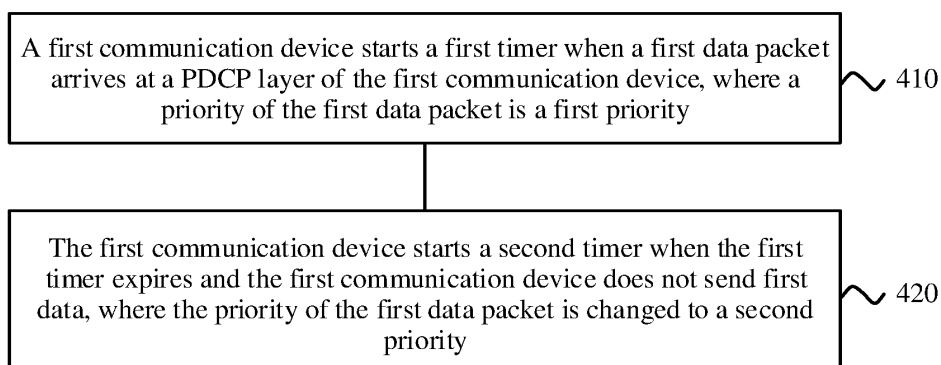 A first communication device starts a first timer when a first data packet
arrives at a PDCP layer of the first communication device, where a
priority of the first data packet is a first priority
410
The first communication device starts a second timer when the first
timer expires and the first communication device does not send first
data, where the priority of the first data packet is changed to a second
priority
420